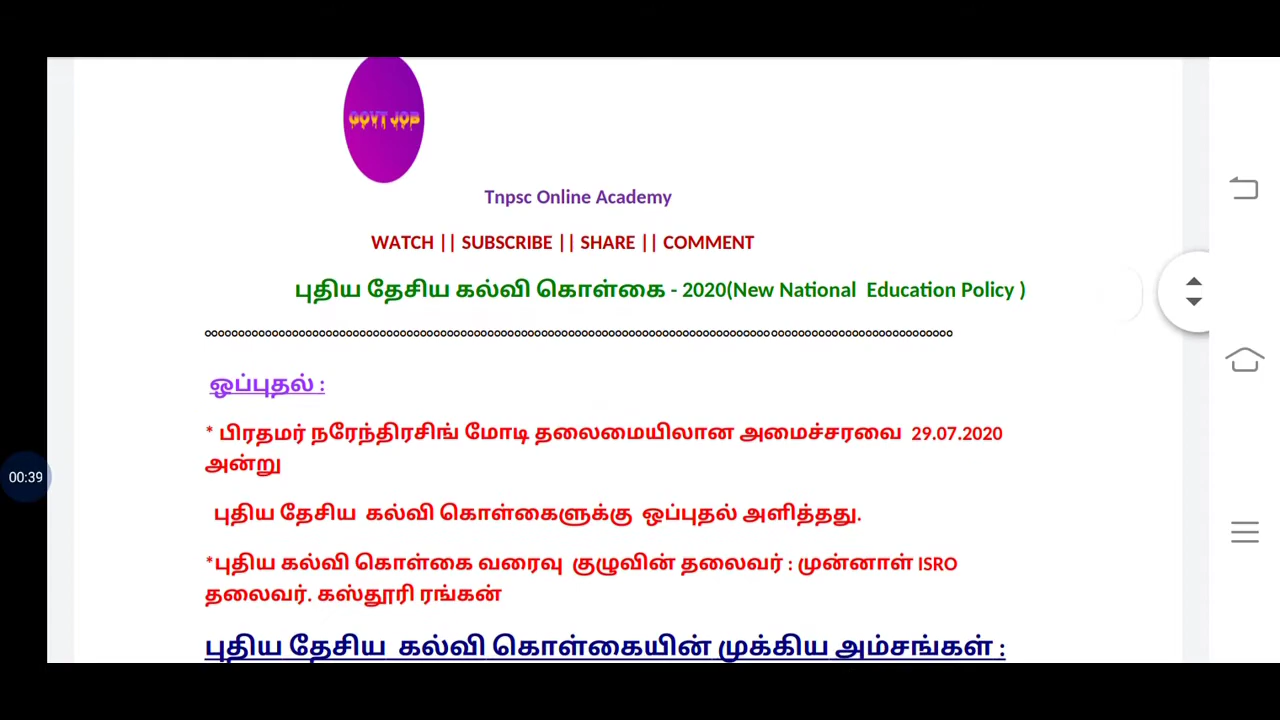 GOVT JOB
Tnpsc Online Academy
WATCH || SUBSCRIBE || SHARE || COMMENT
புதிய தேசிய கல்வி கொள்கை - 2020(New National Education Policy )
ஒப்புதல் :
* பிரதமர் நரேந்திரசிங் மோடி தலைமையிலான அமைச்சரவை 29.07.2020
அன்று
புதிய தேசிய கல்வி கொள்கைளுக்கு ஒப்புதல் அளித்தது.
*புதிய கல்வி கொள்கை வரைவு குழுவின் தலைவர் : முன்னாள் ISRO
தலைவர். கஸ்தூரி ரங்கன்
புதிய தேசிய கல்வி கொள்கையின் முக்கிய அம்சங்கள் :
00:39